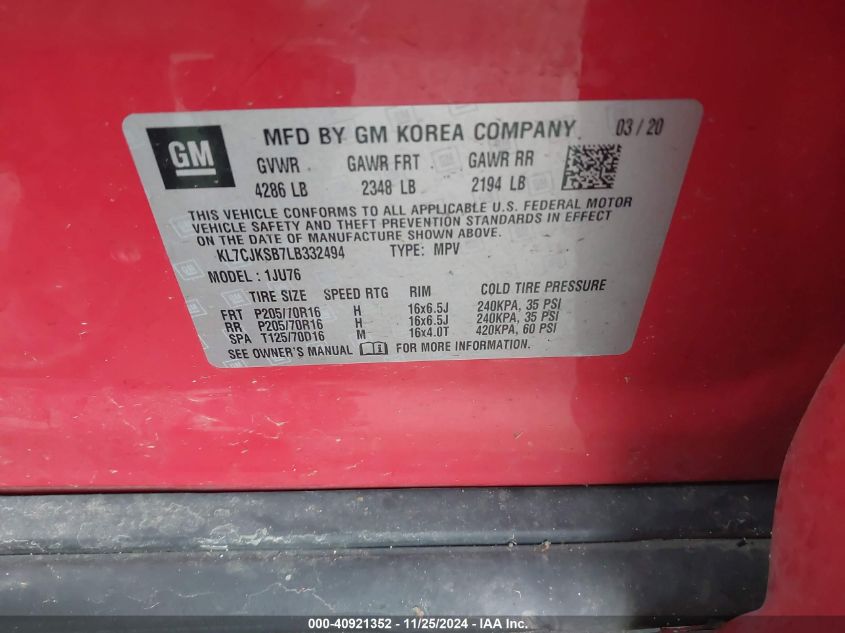 GM
MFD BY GM KOREA COMPANY 03 / 20
GVWR GAWR FRT GAWR RR
4286 LB 2348 LB 2194 LB
THIS VEHICLE CONFORMS TO ALL APPLICABLE U.S. FEDERAL MOTOR
VEHICLE SAFETY AND THEFT PREVENTION STANDARDS IN EFFECT
ON THE DATE OF MANUFACTURE SHOWN ABOVE.
KL7CJKSB7LB332494 TYPE: MPV
MODEL: 1JU76
TIRE SIZE SPEED RTG RIM COLD TIRE PRESSURE
FRT P205/70R16 H 16x6.5J 240KPA, 35 PSI
RR P205/70R16 H 16x6.5J 240KPA, 35 PSI
SPA T125/70D16 M 16x4.0T 420KPA, 60 PSI
SEE OWNER'S MANUAL FOR MORE INFORMATION.
000-40921352 - 11/25/2024 - IAA, Inc.